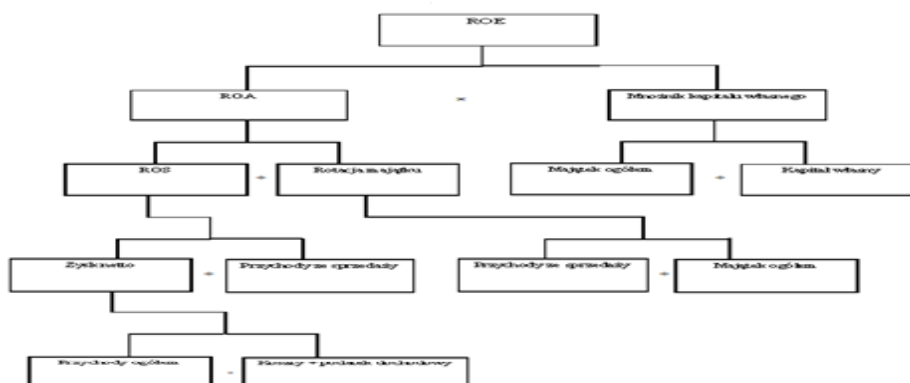 ROE
ROA × Mnożnik kapitału własnego
ROS Rotacja majątku Majątek ogółem Kapitał własny
Zysk netto Przychody ze sprzedaży Przychody ze sprzedaży Majątek ogółem
Przychody ogółem - Koszty + podatek dochodowy